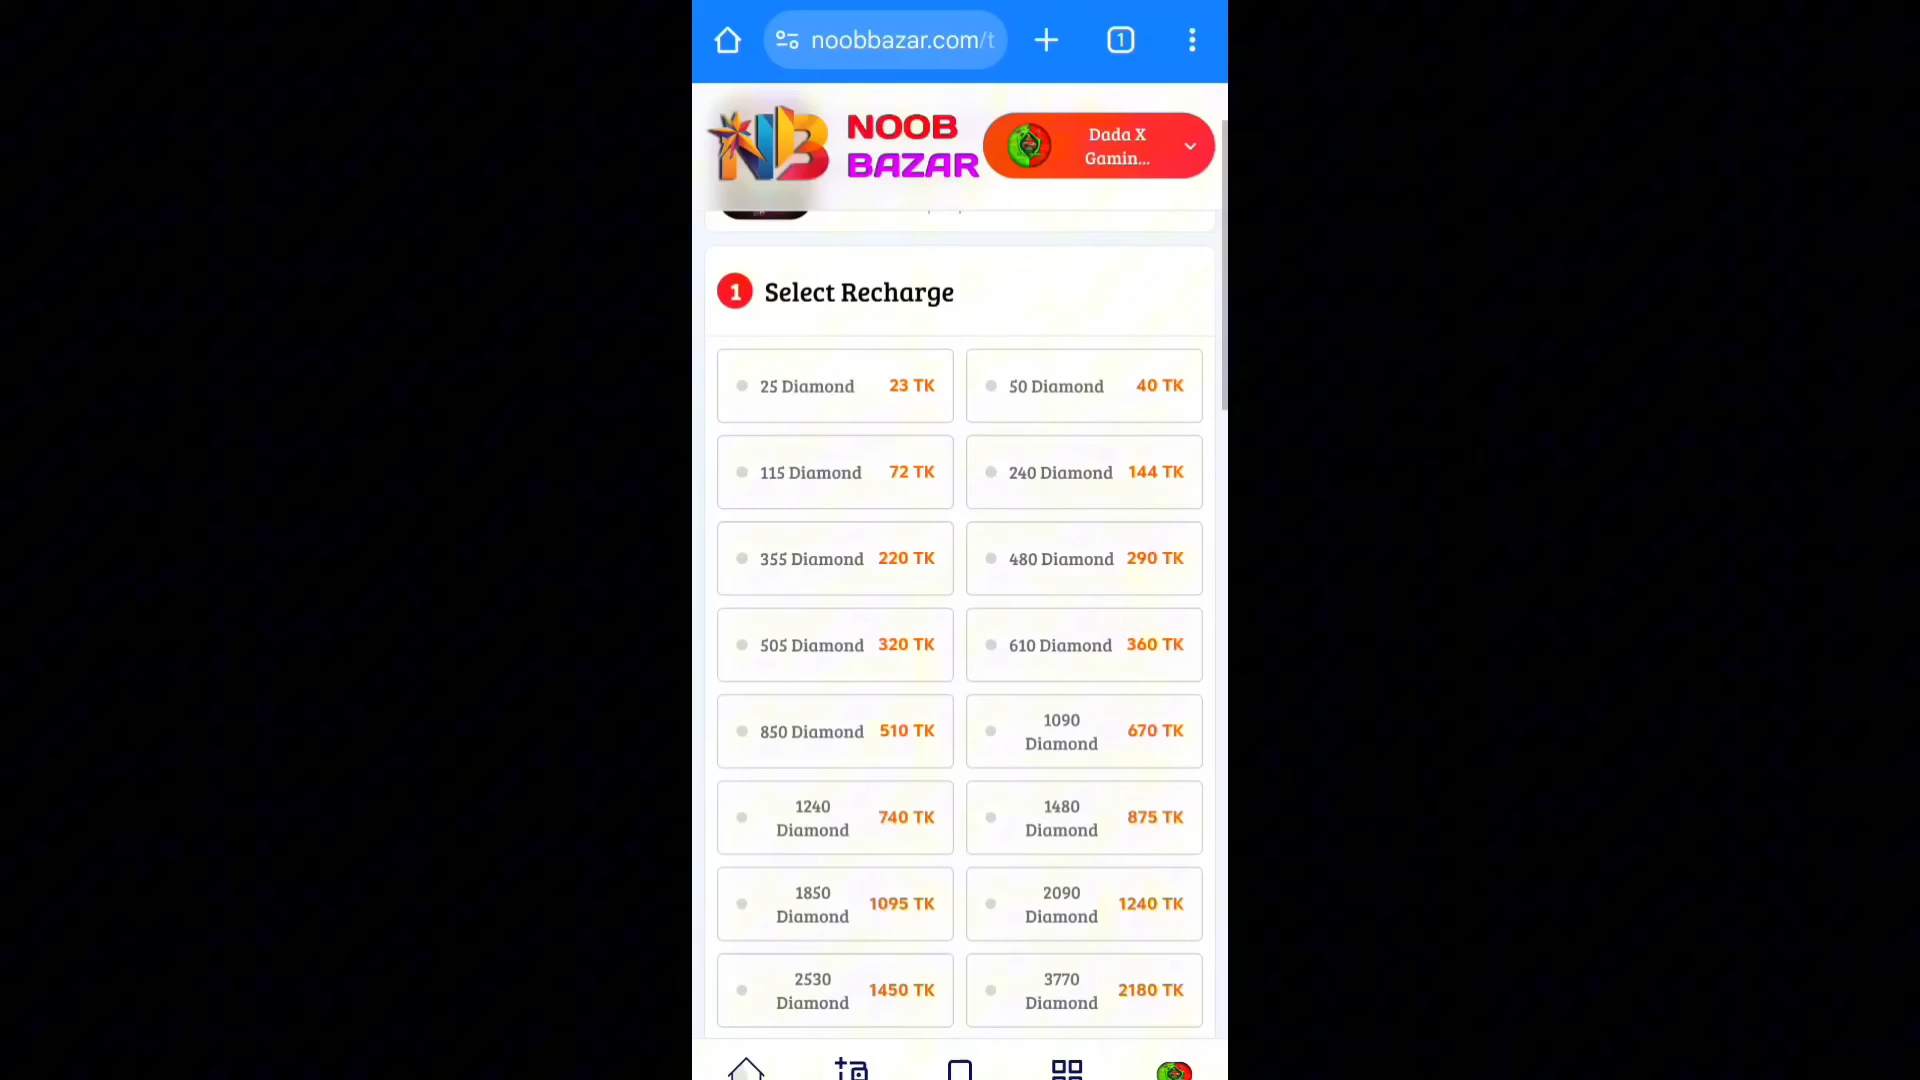 noobbazar.com/t
1
NB
NOOB
BAZAR
Dada X
Gamin...
1 Select Recharge
25 Diamond 23 TK
50 Diamond 40 TK
115 Diamond 72 TK
240 Diamond 144 TK
355 Diamond 220 TK
480 Diamond 290 TK
505 Diamond 320 TK
610 Diamond 360 TK
850 Diamond 510 TK
1090
Diamond 670 TK
1240
Diamond 740 TK
1480
Diamond 875 TK
1850
Diamond 1095 TK
2090
Diamond 1240 TK
2530
Diamond 1450 TK
3770
Diamond 2180 TK